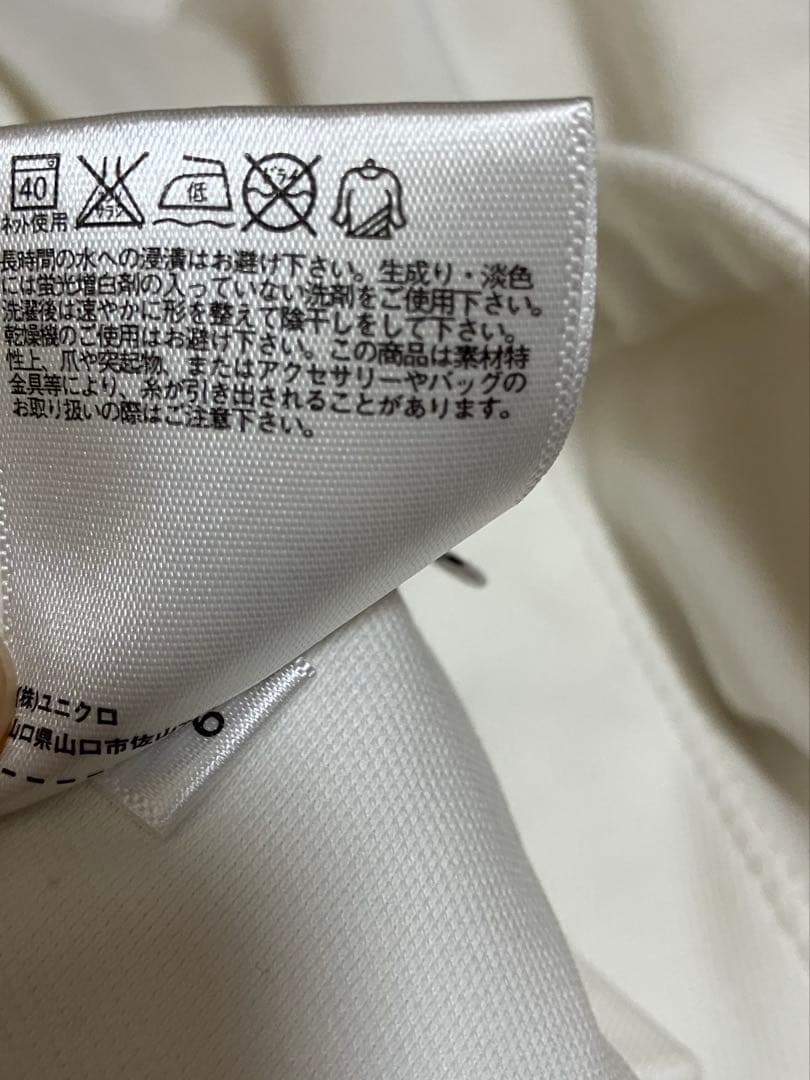 40
ネット使用
低
ドライ
長時間の水への浸漬はお避け下さい。生成り・淡色
には蛍光増白剤の入っていない洗剤をご使用下さい。
洗濯後は速やかに形を整えて陰干しをして下さい。
乾燥機のご使用はお避け下さい。この商品は素材特
性上、爪や突起物、またはアクセサリーやバッグの
金具等により、糸が引き出されることがあります。
お取り扱いの際はご注意下さい。
(株)ユニクロ
山口県山口市佐山
6